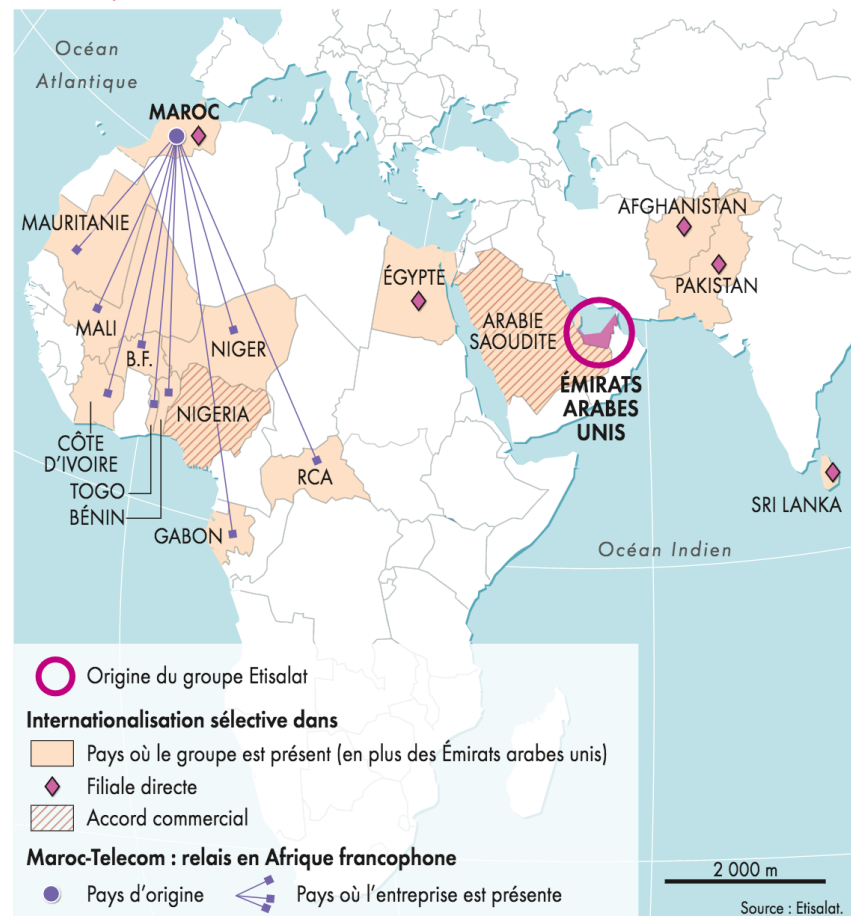 Océan
Atlantique
MAROC
MAURITANIE
AFGHANISTAN
ÉGYPTE
PAKISTAN
MALI
NIGER
ARABIE
SAOUDITE
B.F.
ÉMIRATS
ARABES
UNIS
NIGERIA
CÔTE
D'IVOIRE
TOGO
BÉNIN
RCA
SRI LANKA
GABON
Océan Indien
Origine du groupe Etisalat
Internationalisation sélective dans
Pays où le groupe est présent (en plus des Émirats arabes unis)
Filiale directe
Accord commercial
Maroc-Telecom : relais en Afrique francophone
Pays d'origine
Pays où l'entreprise est présente
2 000 m
Source : Etisalat.